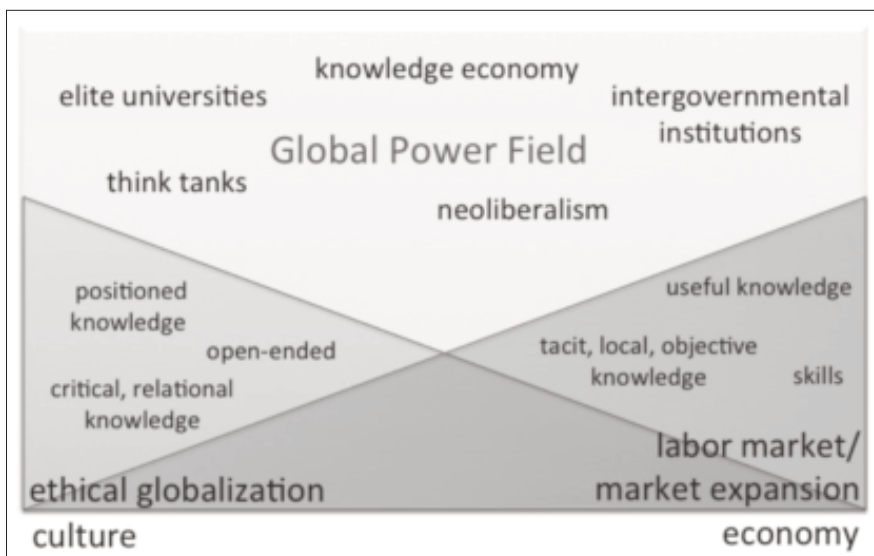 knowledge economy
elite universities
intergovernmental
institutions
Global Power Field
think tanks
neoliberalism
positioned
knowledge
open-ended
critical, relational
knowledge
useful knowledge
tacit, local, objective
knowledge
skills
ethical globalization
labor market/
market expansion
culture
economy